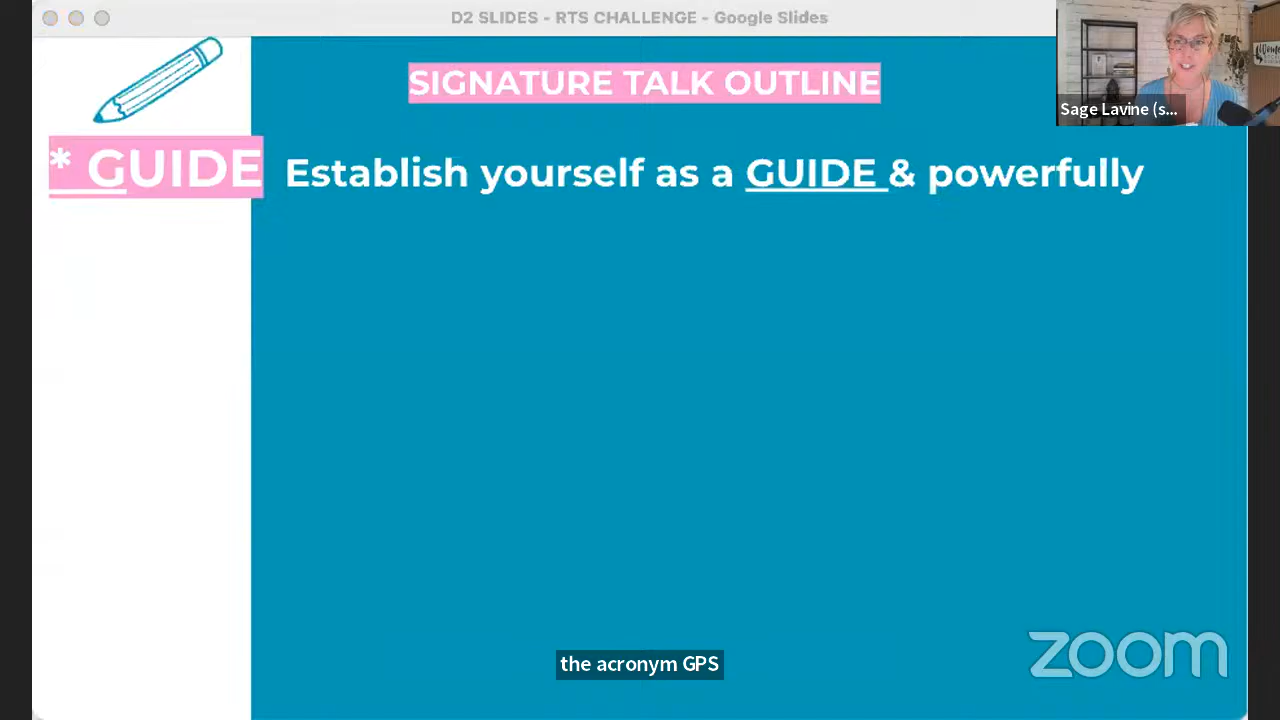 D2 SLIDES - RTS CHALLENGE - Google Slides
SIGNATURE TALK OUTLINE
Sage Lavine (s...
* GUIDE
Establish yourself as a GUIDE & powerfully
the acronym GPS
zoom